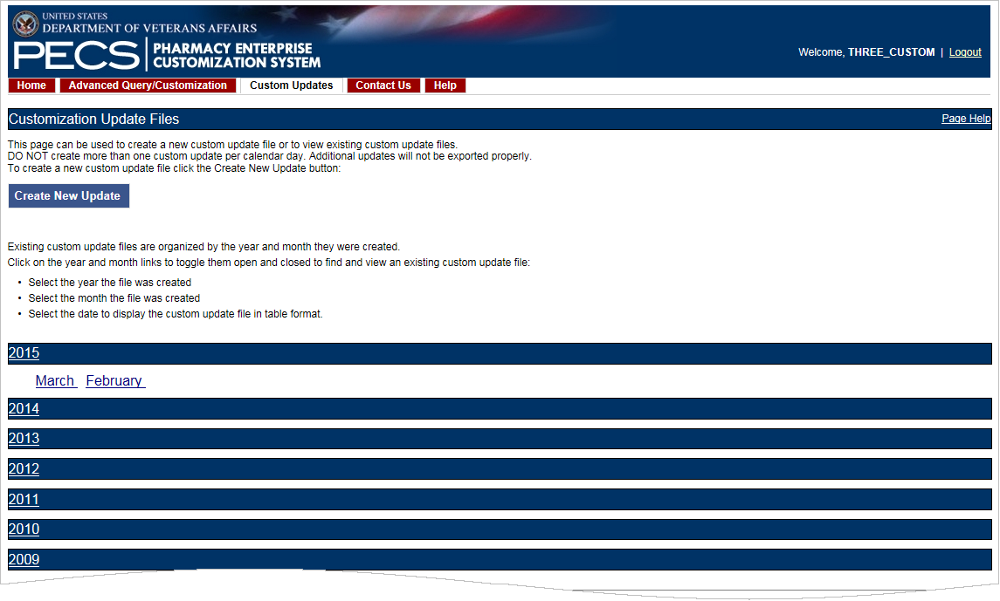 UNITED STATES
DEPARTMENT OF VETERANS AFFAIRS
PECS
PHARMACY ENTERPRISE
CUSTOMIZATION SYSTEM
Welcome, THREE_CUSTOM | Logout
Home Advanced Query/Customization Custom Updates Contact Us Help
Customization Update Files Page Help
This page can be used to create a new custom update file or to view existing custom update files.
DO NOT create more than one custom update per calendar day. Additional updates will not be exported properly.
To create a new custom update file click the Create New Update button:
Create New Update
Existing custom update files are organized by the year and month they were created.
Click on the year and month links to toggle them open and closed to find and view an existing custom update file:
• Select the year the file was created
• Select the month the file was created
• Select the date to display the custom update file in table format.
2015
March February
2014
2013
2012
2011
2010
2009